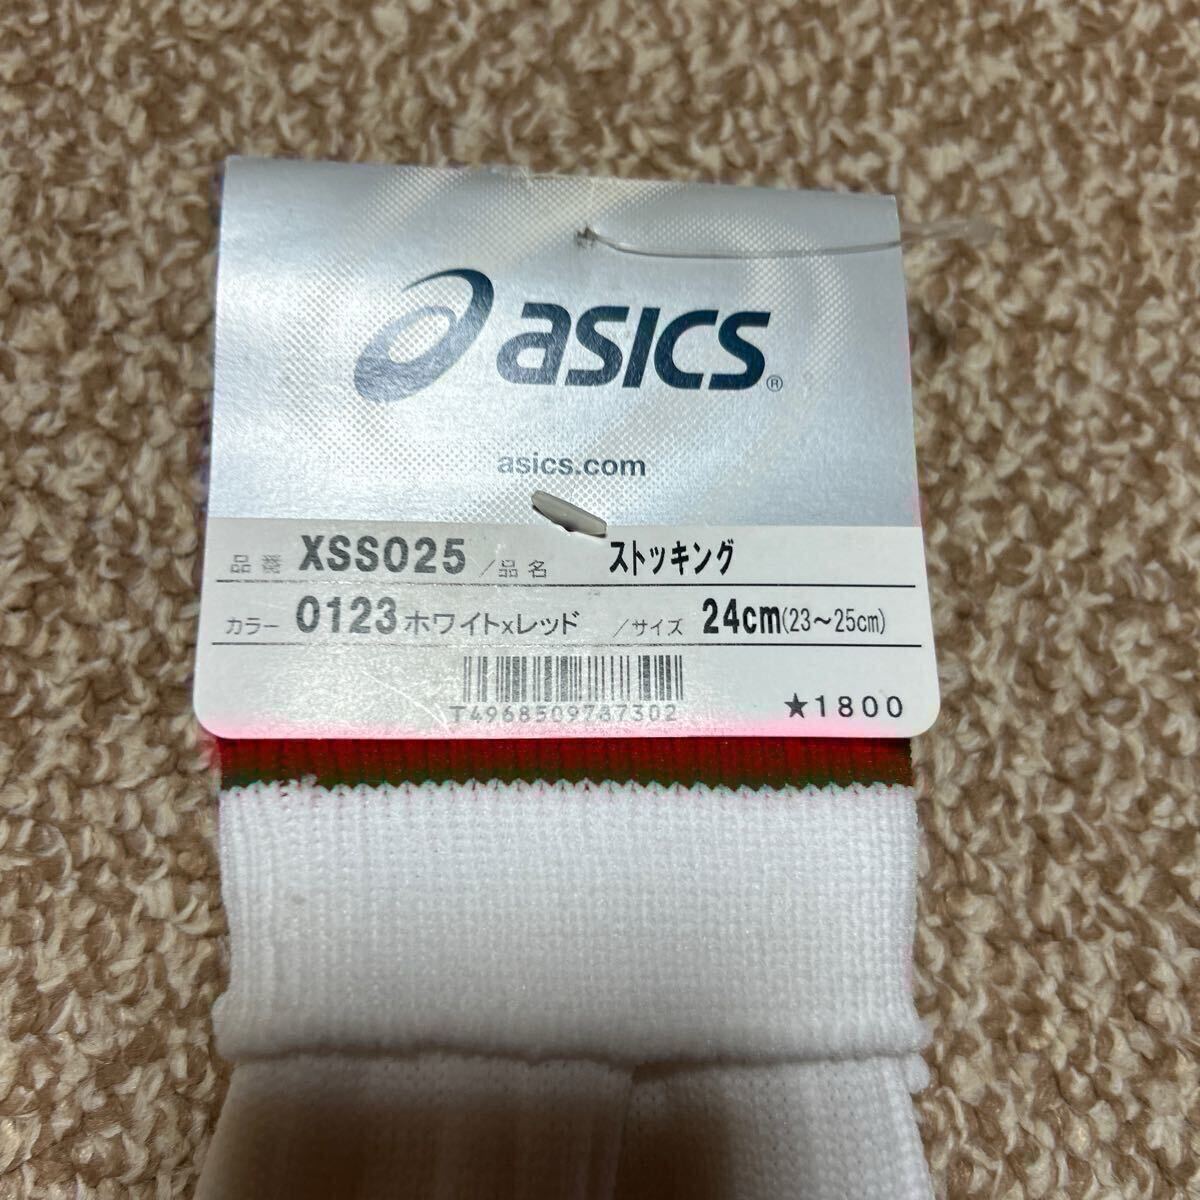 asics®
asics.com
品番 XSS025 /品名 ストッキング
カラー 0123 ホワイト×レッド /サイズ 24cm(23~25cm)
T4968509787302
★1800